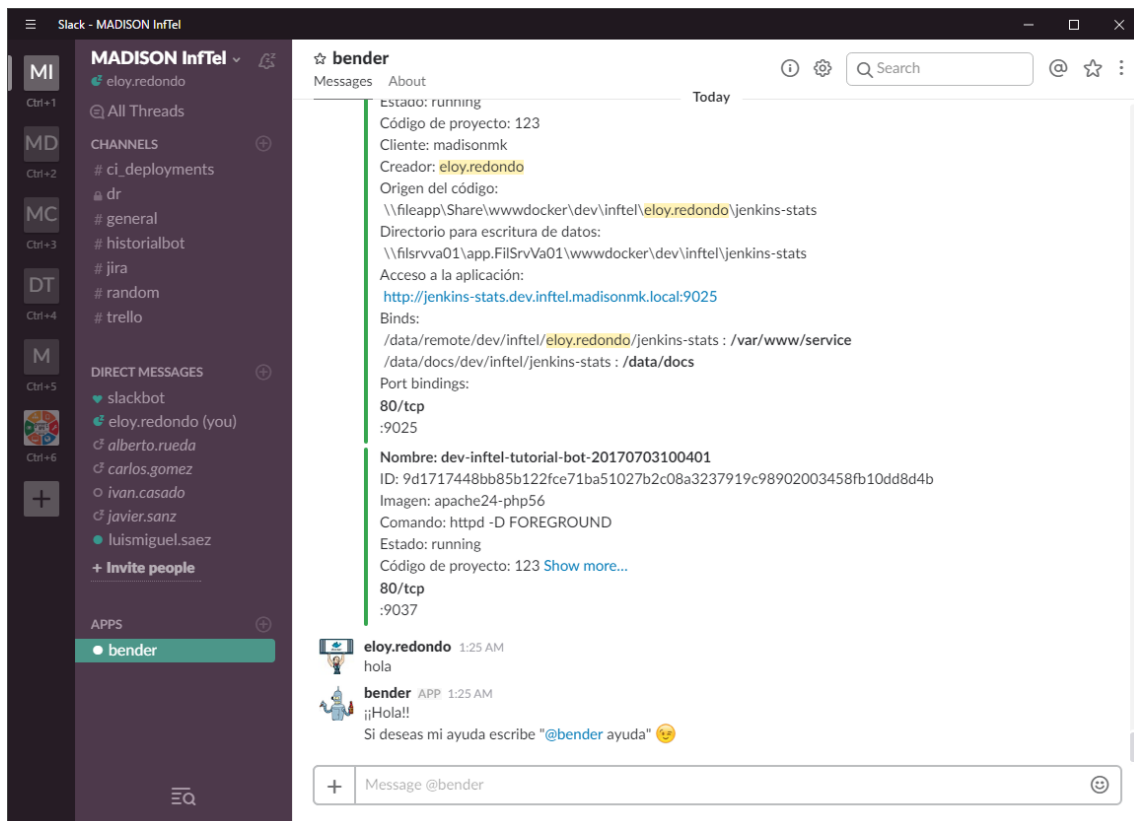 Slack - MADISON InfTel
MI
Ctrl+1
MD
Ctrl+2
MC
Ctrl+3
DT
Ctrl+4
M
Ctrl+5
Ctrl+6
MADISON InfTel
eloy.redondo
All Threads
CHANNELS
# ci_deployments
dr
# general
# historialbot
# jira
# random
# trello
DIRECT MESSAGES
slackbot
eloy.redondo (you)
alberto.rueda
carlos.gomez
ivan.casado
javier.sanz
luismiguel.saez
+ Invite people
APPS
bender
bender
Messages About
Search
Today
Estado: running
Código de proyecto: 123
Cliente: madisonmk
Creador: eloy.redondo
Origen del código:
\\fileapp\Share\wwwdocker\dev\inftel\eloy.redondo\jenkins-stats
Directorio para escritura de datos:
\\filsrvva01\app.FilSrvVa01\wwwdocker\dev\inftel\jenkins-stats
Acceso a la aplicación:
http://jenkins-stats.dev.inftel.madisonmk.local:9025
Binds:
/data/remote/dev/inftel/eloy.redondo/jenkins-stats : /var/www/service
/data/docs/dev/inftel/jenkins-stats : /data/docs
Port bindings:
80/tcp
:9025
Nombre: dev-inftel-tutorial-bot-20170703100401
ID: 9d1717448bb85b122fce71ba51027b2c08a3237919c98902003458fb10dd8d4b
Imagen: apache24-php56
Comando: httpd -D FOREGROUND
Estado: running
Código de proyecto: 123 Show more...
80/tcp
:9037
eloy.redondo 1:25 AM
hola
bender APP 1:25 AM
¡¡Hola!!
Si deseas mi ayuda escribe "@bender ayuda" 😉
Message @bender